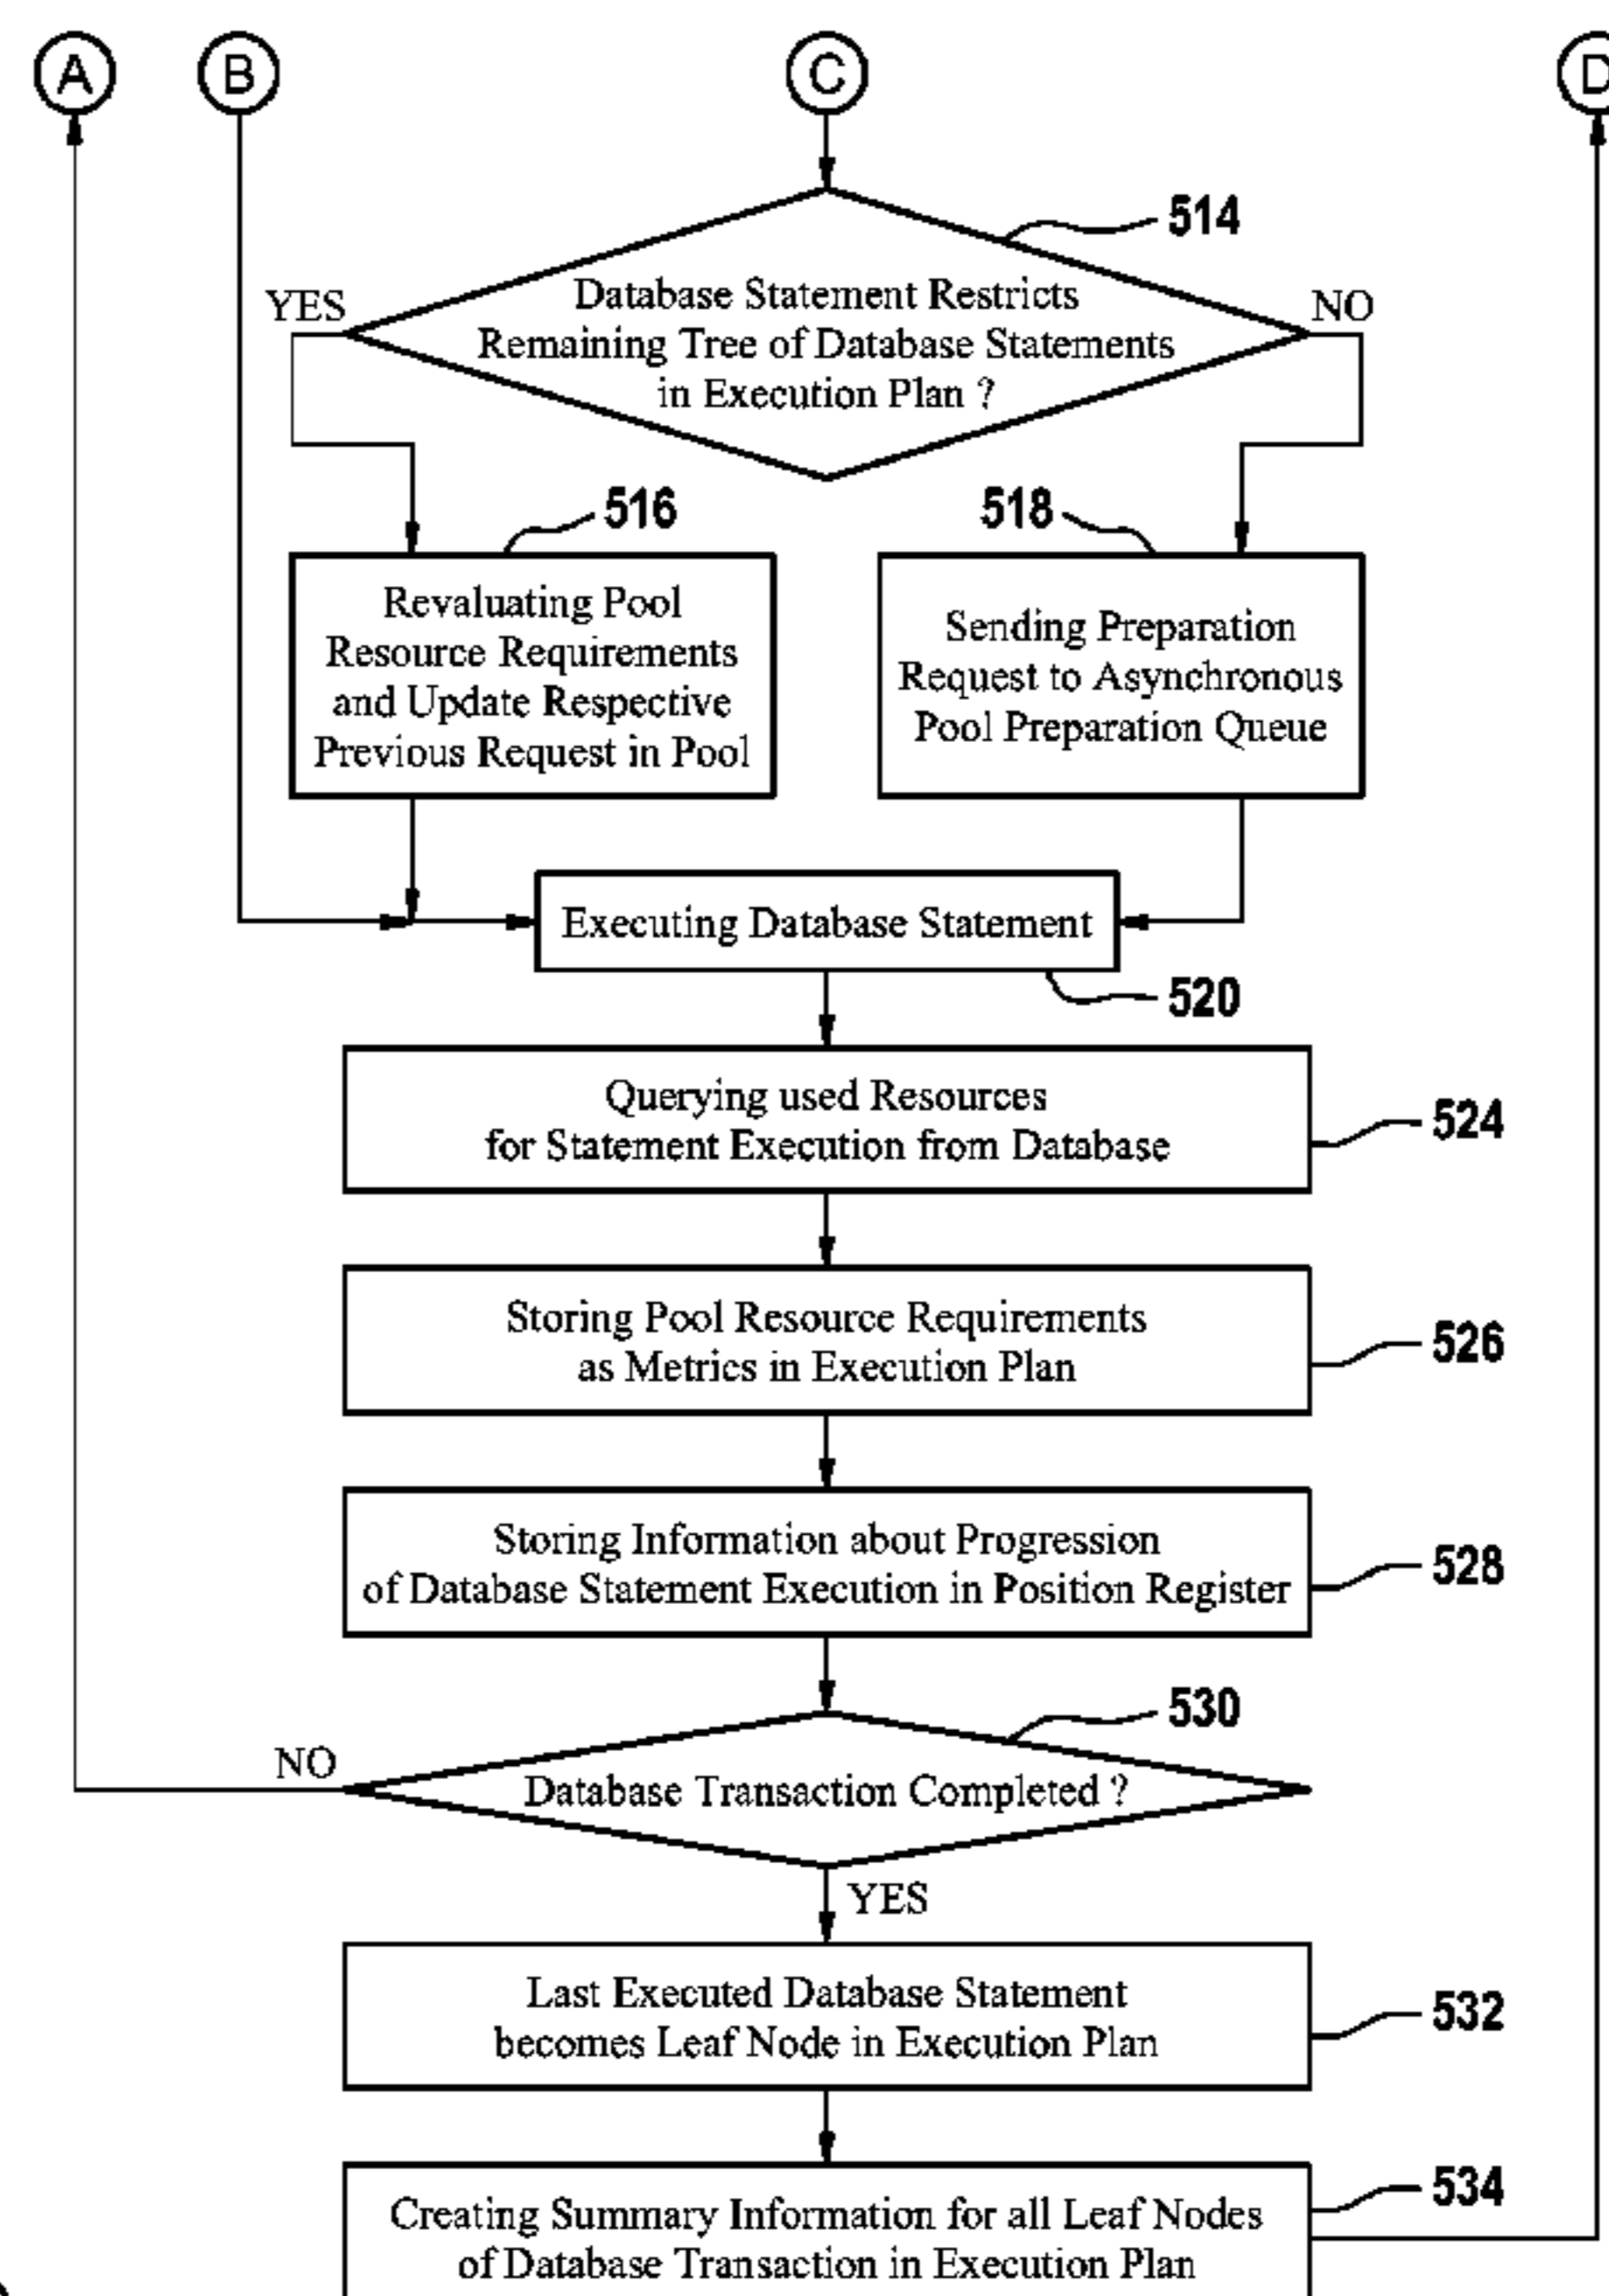 A
B
C
D
514
YES
NO
Database Statement Restricts
Remaining Tree of Database Statements
in Execution Plan ?
516
518
Revaluating Pool
Resource Requirements
and Update Respective
Previous Request in Pool
Sending Preparation
Request to Asynchronous
Pool Preparation Queue
Executing Database Statement
520
Querying used Resources
for Statement Execution from Database
524
Storing Pool Resource Requirements
as Metrics in Execution Plan
526
Storing Information about Progression
of Database Statement Execution in Position Register
528
530
NO
Database Transaction Completed ?
YES
Last Executed Database Statement
becomes Leaf Node in Execution Plan
532
534
Creating Summary Information for all Leaf Nodes
of Database Transaction in Execution Plan